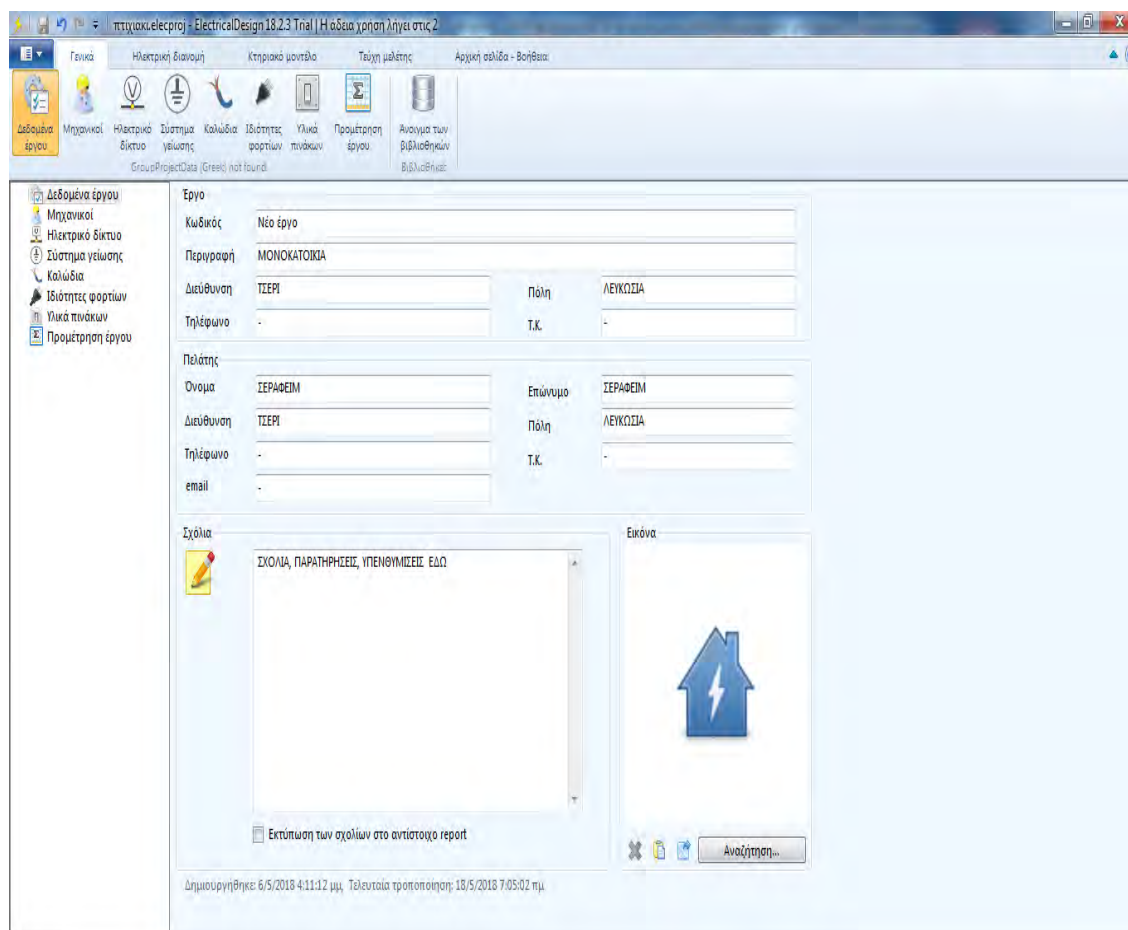 πτιχιακι.elecproj - ElectricalDesign 18.2.3 Trial | Η άδεια χρήση λήγει στις 2
Γενικά Ηλεκτρική διανομή Κτηριακό μοντέλο Τεύχη μελέτης Αρχική σελίδα - Βοήθεια
Δεδομένα έργου Μηχανικοί Ηλεκτρικό δίκτυο Σύστημα γείωσης Καλώδια Ιδιότητες φορτίων Υλικά πινάκων Προμέτρηση έργου Άνοιγμα των βιβλιοθηκών
GroupProjectData (Greek) not found Βιβλιοθήκες
Δεδομένα έργου
Μηχανικοί
Ηλεκτρικό δίκτυο
Σύστημα γείωσης
Καλώδια
Ιδιότητες φορτίων
Υλικά πινάκων
Προμέτρηση έργου
Έργο
Κωδικός Νέο έργο
Περιγραφή ΜΟΝΟΚΑΤΟΙΚΙΑ
Διεύθυνση ΤΣΕΡΙ Πόλη ΛΕΥΚΩΣΙΑ
Τηλέφωνο - Τ.Κ. -
Πελάτης
Όνομα ΣΕΡΑΦΕΙΜ Επώνυμο ΣΕΡΑΦΕΙΜ
Διεύθυνση ΤΣΕΡΙ Πόλη ΛΕΥΚΩΣΙΑ
Τηλέφωνο - Τ.Κ. -
email -
Σχόλια Εικόνα
ΣΧΟΛΙΑ, ΠΑΡΑΤΗΡΗΣΕΙΣ, ΥΠΕΝΘΥΜΙΣΕΙΣ ΕΔΩ
Εκτύπωση των σχολίων στο αντίστοιχο report
Αναζήτηση...
Δημιουργήθηκε: 6/5/2018 4:11:12 μμ, Τελευταία τροποποίηση: 18/5/2018 7:05:02 πμ